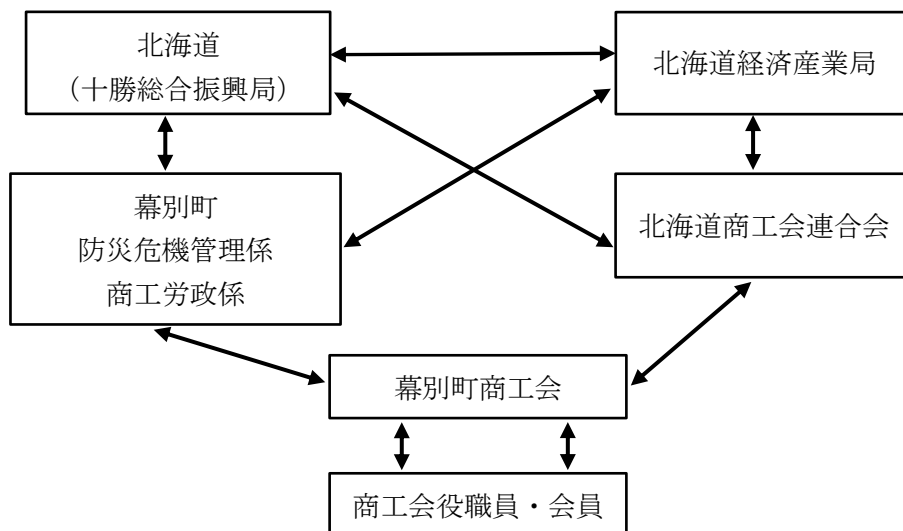 北海道
（十勝総合振興局）
北海道経済産業局
幕別町
防災危機管理係
商工労政係
北海道商工会連合会
幕別町商工会
商工会役職員・会員